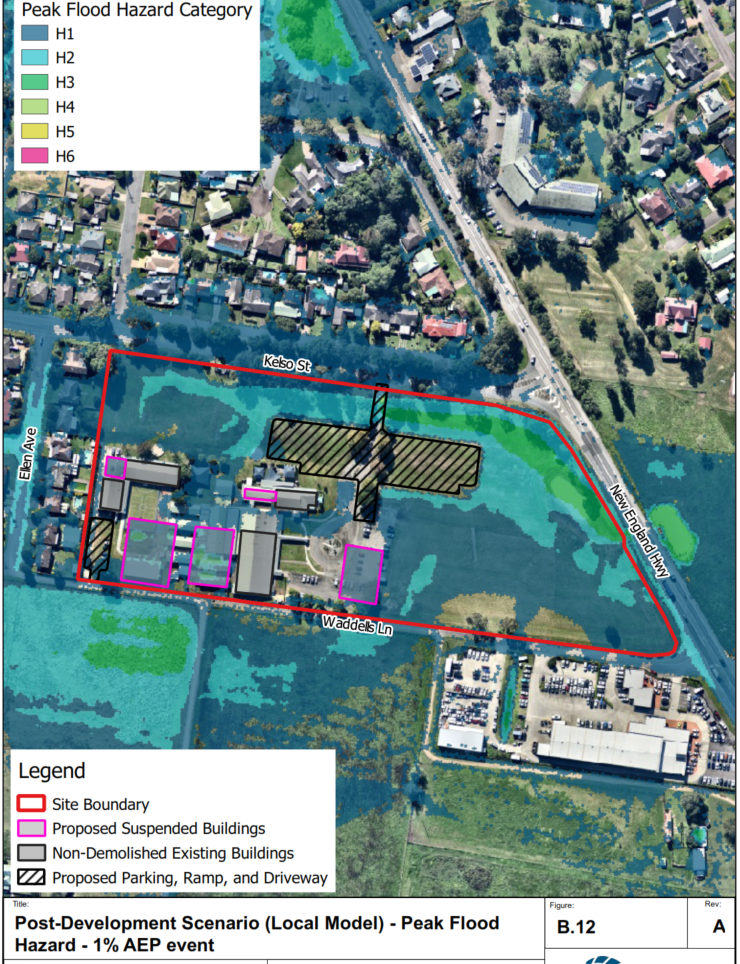 Peak Flood Hazard Category
H1
H2
H3
H4
H5
H6
Kelso St
Ellen Ave
New England Hwy
Waddells Ln
Legend
Site Boundary
Proposed Suspended Buildings
Non-Demolished Existing Buildings
Proposed Parking, Ramp, and Driveway
Title:
Post-Development Scenario (Local Model) - Peak Flood
Hazard - 1% AEP event
Figure:
B.12
Rev:
A